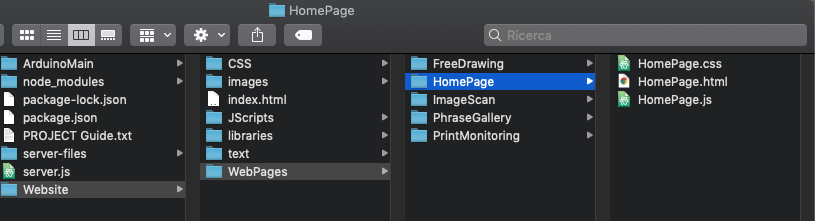 HomePage
Ricerca
ArduinoMain
node_modules
package-lock.json
package.json
PROJECT Guide.txt
server-files
server.js
Website
CSS
images
index.html
JScripts
libraries
text
WebPages
FreeDrawing
HomePage
ImageScan
PhraseGallery
PrintMonitoring
HomePage.css
HomePage.html
HomePage.js